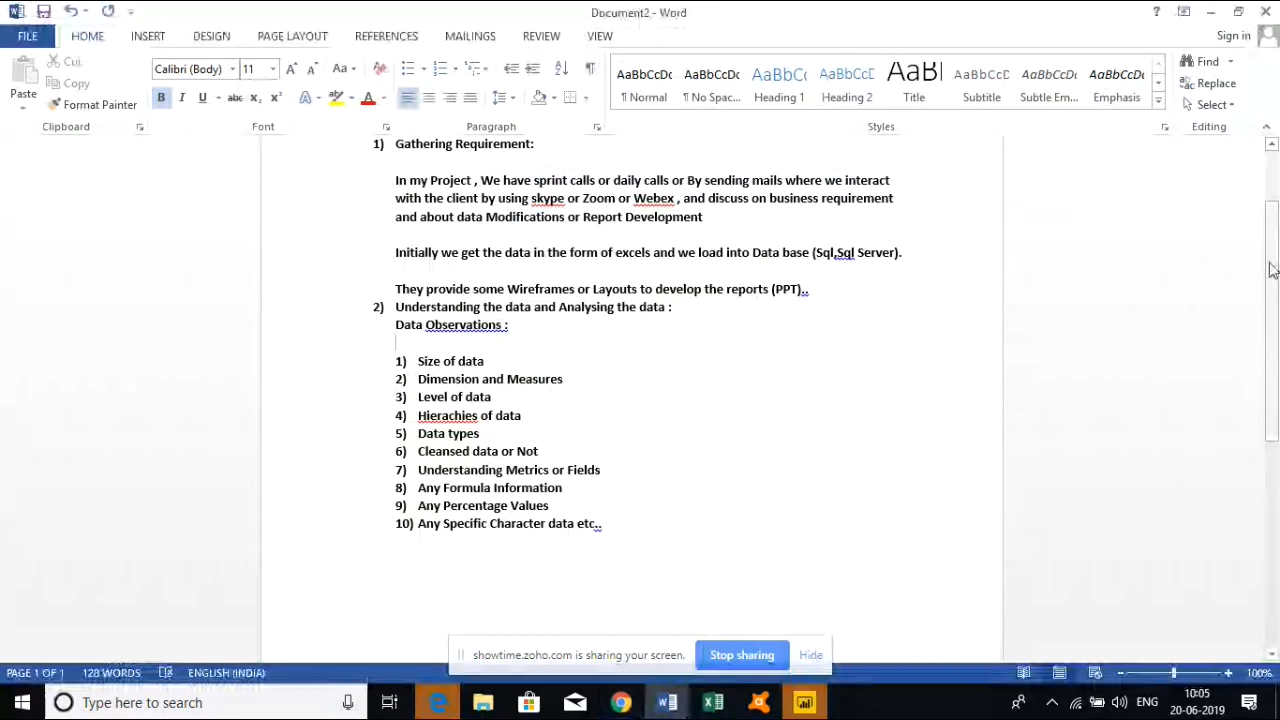 Document2 - Word
Sign in
FILE HOME INSERT DESIGN PAGE LAYOUT REFERENCES MAILINGS REVIEW VIEW
Cut
Copy
Format Painter
Paste
Clipboard
Calibri (Body) 11
Font
Paragraph
AaBbCcDc AaBbCcDc AaBbC AaBbCcD AaBI AaBbCcD AaBbCcDc AaBbCcDc
¶ Normal ¶ No Spac... Heading 1 Heading 2 Title Subtitle Subtle Em... Emphasis
Styles
Find
Replace
Select
Editing
1) Gathering Requirement:
In my Project , We have sprint calls or daily calls or By sending mails where we interact
with the client by using skype or Zoom or Webex , and discuss on business requirement
and about data Modifications or Report Development
Initially we get the data in the form of excels and we load into Data base (Sql,Sql Server).
They provide some Wireframes or Layouts to develop the reports (PPT)..
2) Understanding the data and Analysing the data :
Data Observations :
1) Size of data
2) Dimension and Measures
3) Level of data
4) Hierachies of data
5) Data types
6) Cleansed data or Not
7) Understanding Metrics or Fields
8) Any Formula Information
9) Any Percentage Values
10) Any Specific Character data etc..
showtime.zoho.com is sharing your screen. Stop sharing Hide
PAGE 1 OF 1 128 WORDS ENGLISH (INDIA) 100%
Type here to search
ENG
10:05
20-06-2019